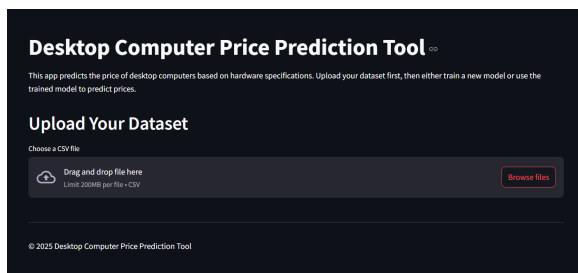 Desktop Computer Price Prediction Tool
This app predicts the price of desktop computers based on hardware specifications. Upload your dataset first, then either train a new model or use the
trained model to predict prices.
Upload Your Dataset
Choose a CSV file
Drag and drop file here
Limit 200MB per file • CSV
Browse files
© 2025 Desktop Computer Price Prediction Tool